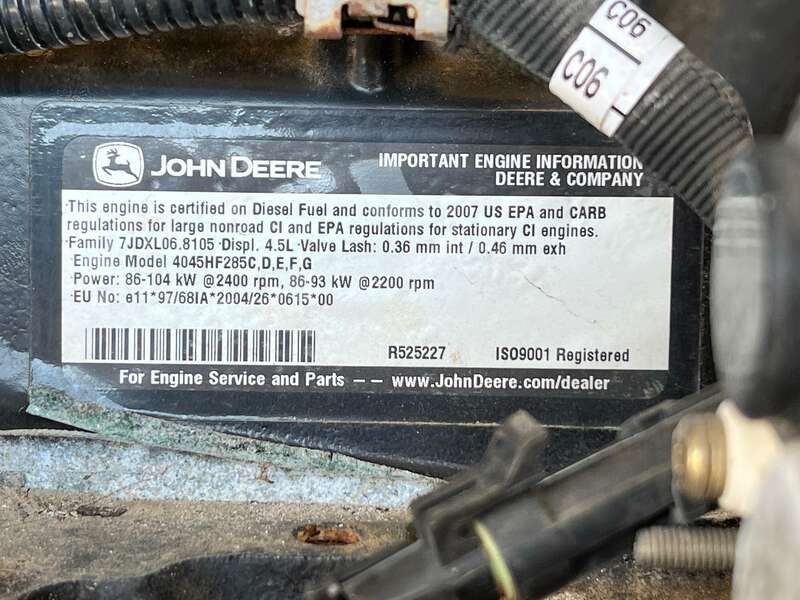 C06
C06
JOHN DEERE
IMPORTANT ENGINE INFORMATION
DEERE & COMPANY
This engine is certified on Diesel Fuel and conforms to 2007 US EPA and CARB
regulations for large nonroad CI and EPA regulations for stationary CI engines.
Family 7JDXL06.8105 Displ. 4.5L Valve Lash: 0.36 mm int / 0.46 mm exh
Engine Model 4045HF285C,D,E,F,G
Power: 86-104 kW @2400 rpm, 86-93 kW @2200 rpm
EU No: e11*97/68IA*2004/26*0615*00
R525227 ISO9001 Registered
For Engine Service and Parts -- www.JohnDeere.com/dealer